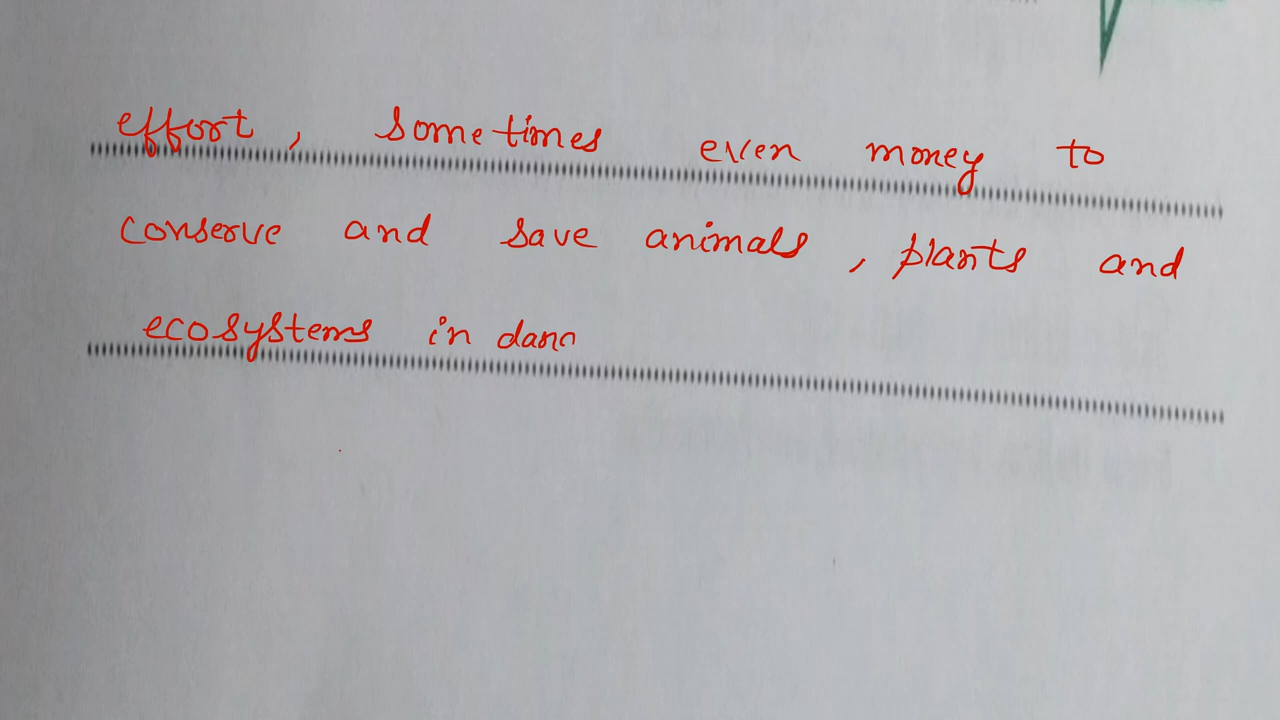 effort, sometimes even money to
conserve and save animals, plants and
ecosystems in